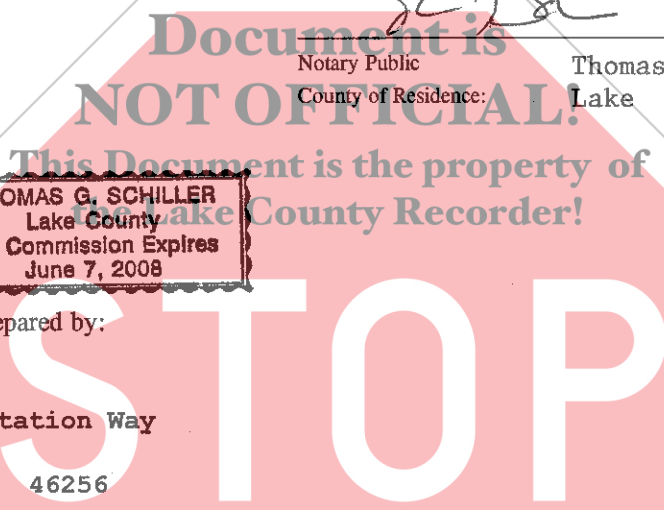 Document is
Notary Public Thomas
NOT OFFICIAL!
County of Residence: Lake
This Document is the property of
the Lake County Recorder!
OMAS G. SCHILLER
Lake County
Commission Expires
June 7, 2008
epared by:
STOP
tation Way
46256